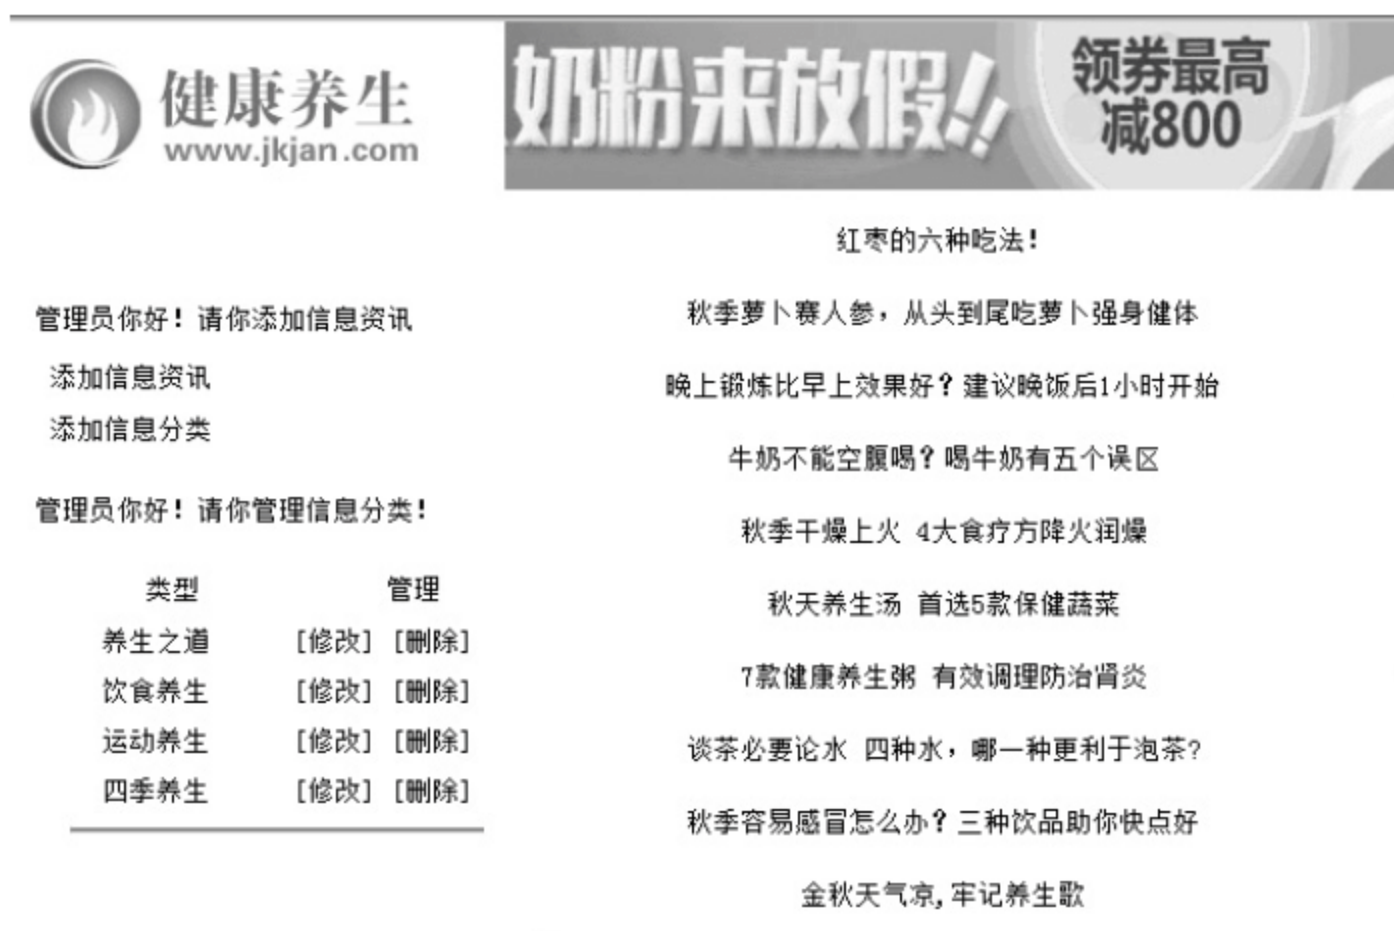 健康养生
www.jkjan.com
奶粉来放假!!
领券最高
减800
管理员你好！请你添加信息资讯
添加信息资讯
添加信息分类
管理员你好！请你管理信息分类！
类型 管理
养生之道 [修改] [删除]
饮食养生 [修改] [删除]
运动养生 [修改] [删除]
四季养生 [修改] [删除]
红枣的六种吃法！
秋季萝卜赛人参，从头到尾吃萝卜强身健体
晚上锻炼比早上效果好？建议晚饭后1小时开始
牛奶不能空腹喝？喝牛奶有五个误区
秋季干燥上火 4大食疗方降火润燥
秋天养生汤 首选5款保健蔬菜
7款健康养生粥 有效调理防治肾炎
谈茶必要论水 四种水，哪一种更利于泡茶?
秋季容易感冒怎么办？三种饮品助你快点好
金秋天气凉,牢记养生歌